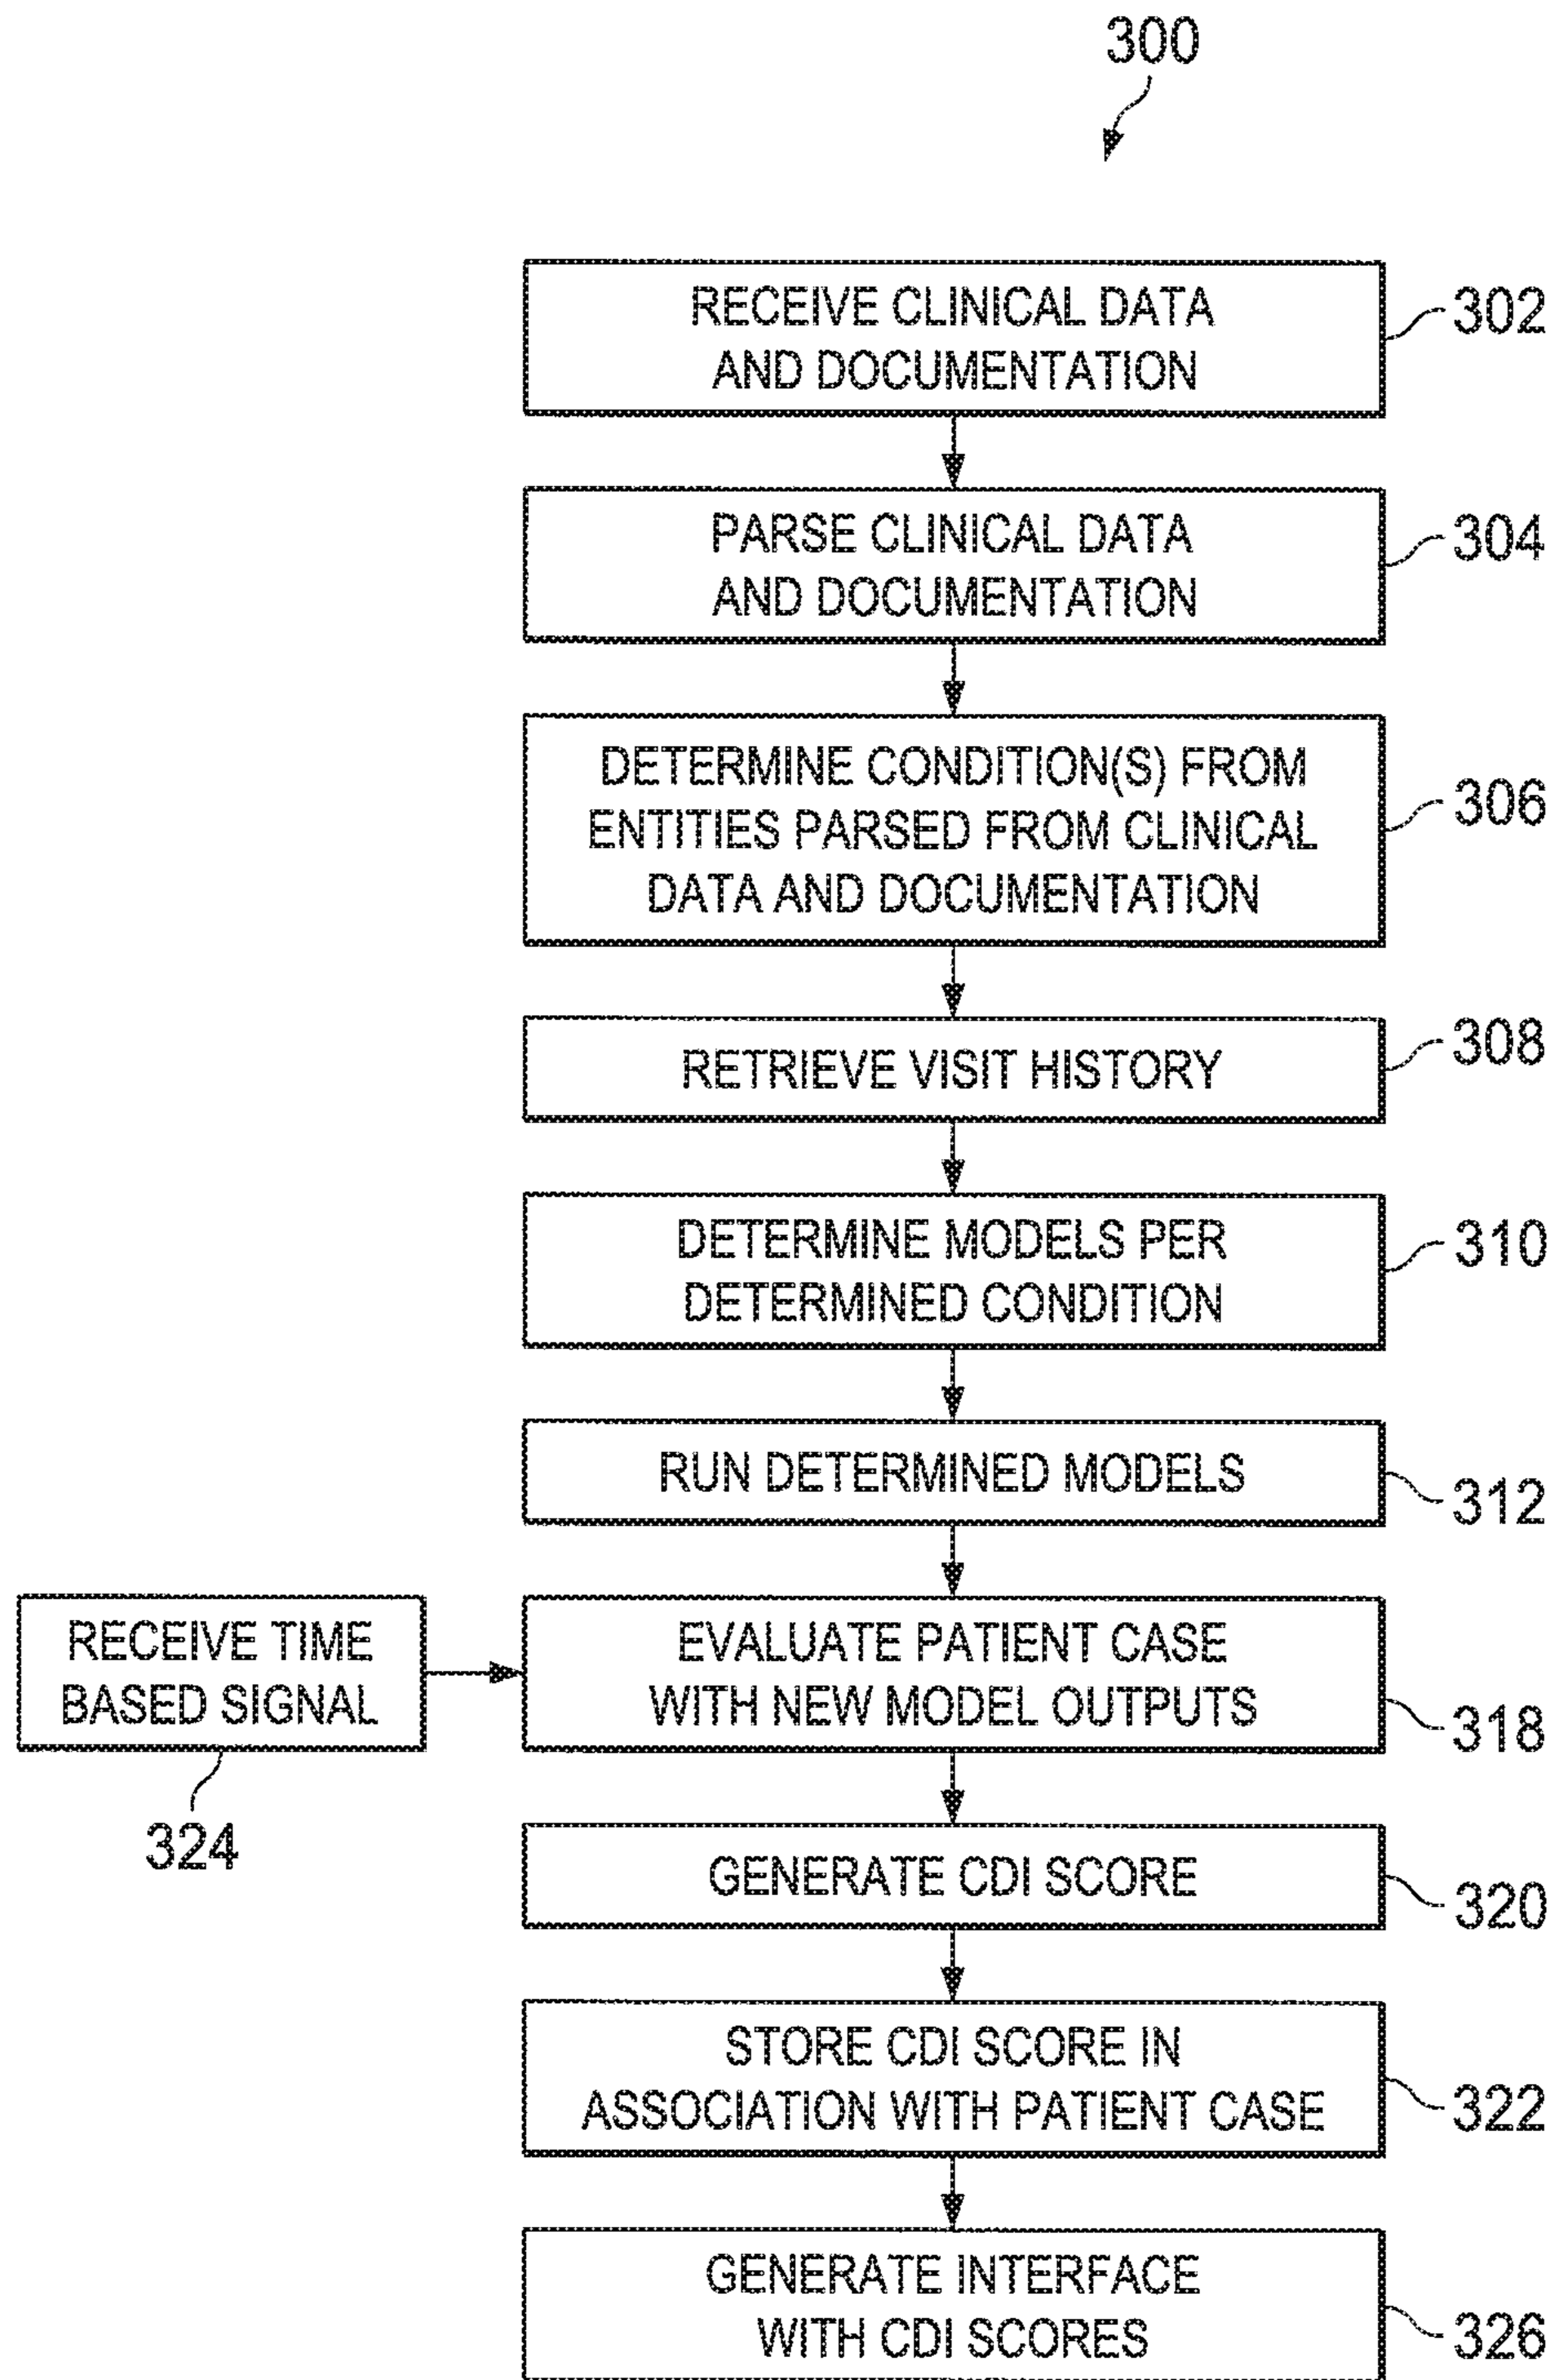 300
RECEIVE CLINICAL DATA
AND DOCUMENTATION
302
PARSE CLINICAL DATA
AND DOCUMENTATION
304
DETERMINE CONDITION(S) FROM
ENTITIES PARSED FROM CLINICAL
DATA AND DOCUMENTATION
306
RETRIEVE VISIT HISTORY
308
DETERMINE MODELS PER
DETERMINED CONDITION
310
RUN DETERMINED MODELS
312
RECEIVE TIME
BASED SIGNAL
324
EVALUATE PATIENT CASE
WITH NEW MODEL OUTPUTS
318
GENERATE CDI SCORE
320
STORE CDI SCORE IN
ASSOCIATION WITH PATIENT CASE
322
GENERATE INTERFACE
WITH CDI SCORES
326